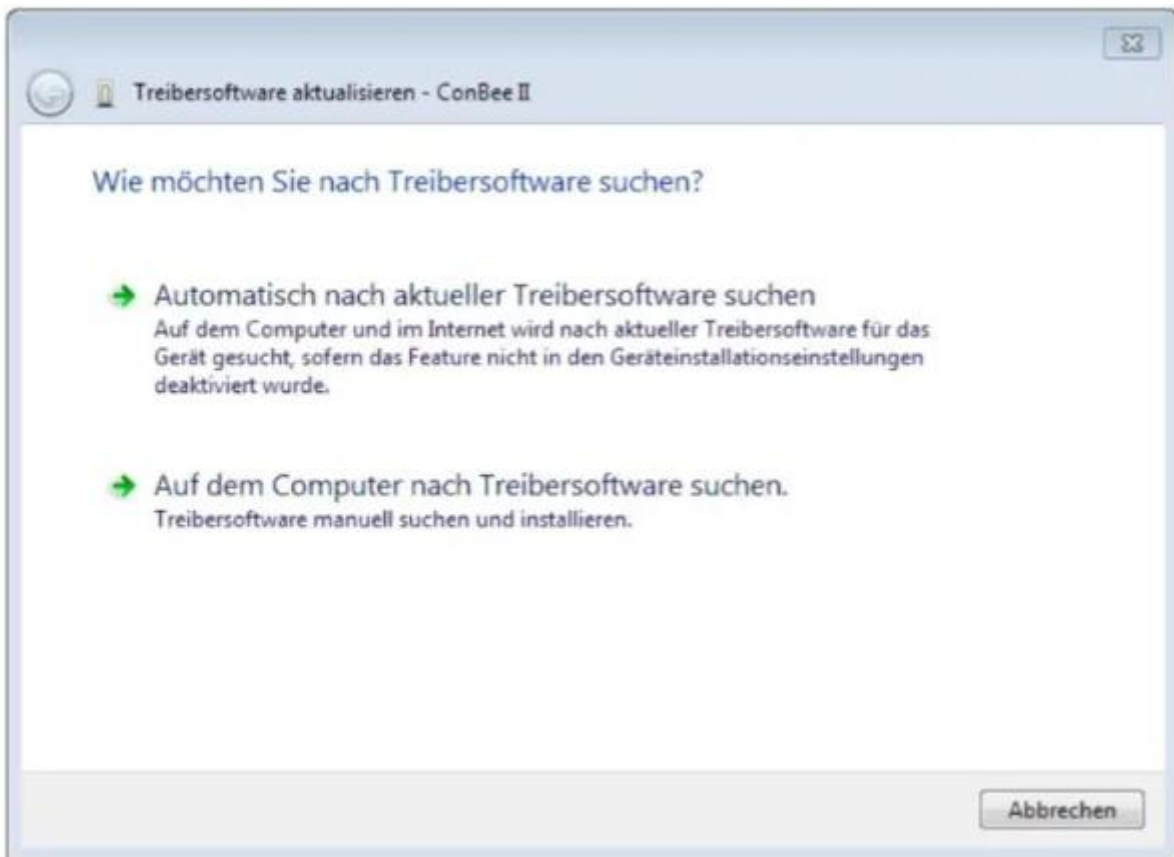 Treibersoftware aktualisieren - ConBee II
Wie möchten Sie nach Treibersoftware suchen?
Automatisch nach aktueller Treibersoftware suchen
Auf dem Computer und im Internet wird nach aktueller Treibersoftware für das
Gerät gesucht, sofern das Feature nicht in den Geräteinstallationseinstellungen
deaktiviert wurde.
Auf dem Computer nach Treibersoftware suchen.
Treibersoftware manuell suchen und installieren.
Abbrechen